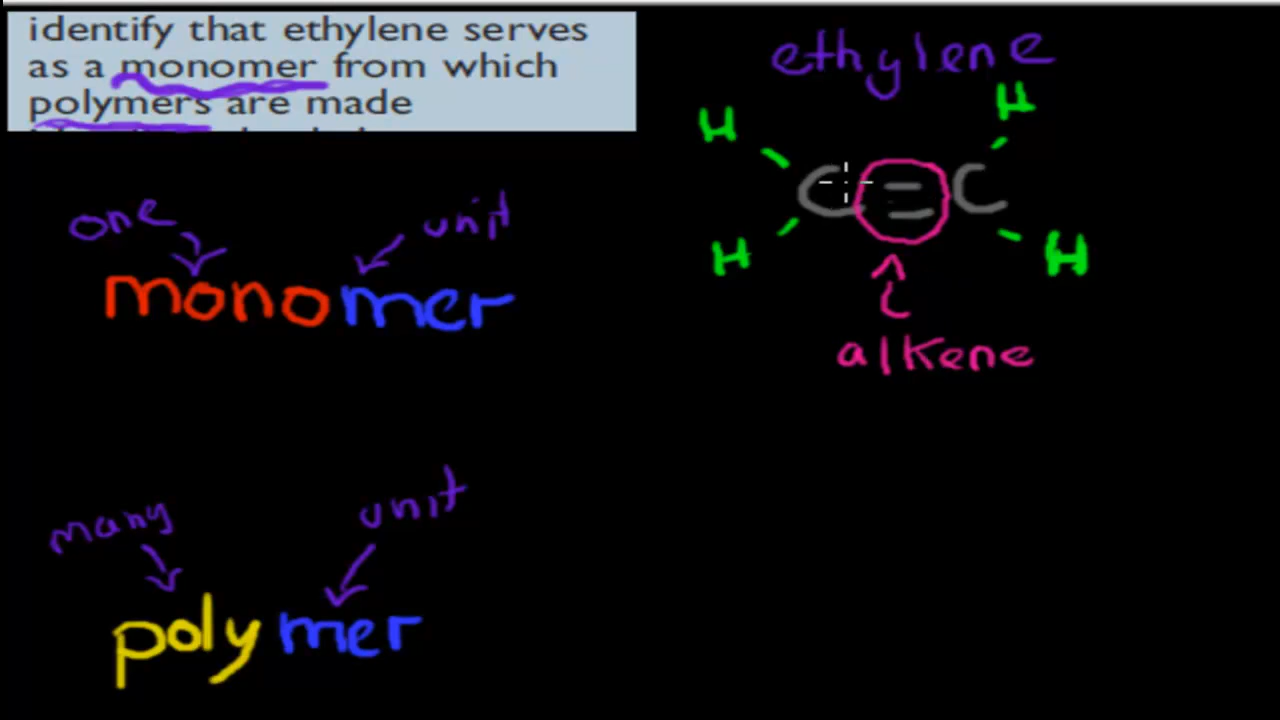 identify that ethylene serves
as a monomer from which
polymers are made
one unit
monomer
many unit
polymer
ethylene
H H
C=C
H H
alkene